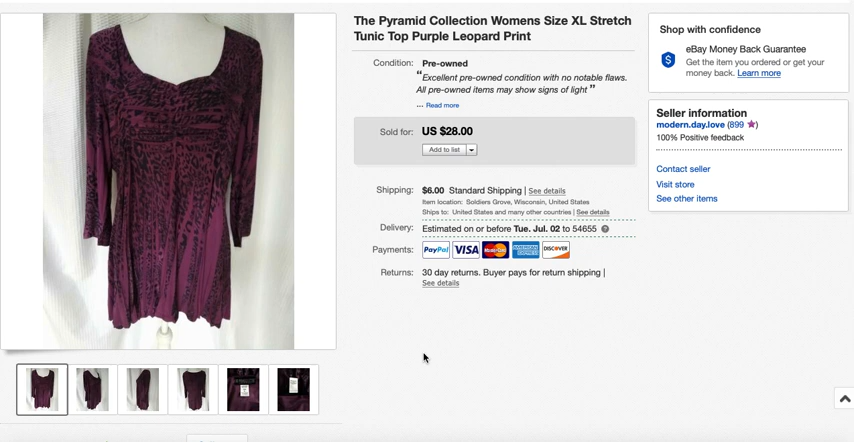 The Pyramid Collection Womens Size XL Stretch
Tunic Top Purple Leopard Print
Condition: Pre-owned
“Excellent pre-owned condition with no notable flaws.
All pre-owned items may show signs of light ”
... Read more
Sold for: US $28.00
Add to list
Shipping: $6.00 Standard Shipping | See details
Item location: Soldiers Grove, Wisconsin, United States
Ships to: United States and many other countries | See details
Delivery: Estimated on or before Tue. Jul. 02 to 54655 ?
Payments: PayPal VISA MasterCard AMERICAN EXPRESS DISCOVER
Returns: 30 day returns. Buyer pays for return shipping |
See details
Shop with confidence
eBay Money Back Guarantee
Get the item you ordered or get your
money back. Learn more
Seller information
modern.day.love (899 )
100% Positive feedback
Contact seller
Visit store
See other items